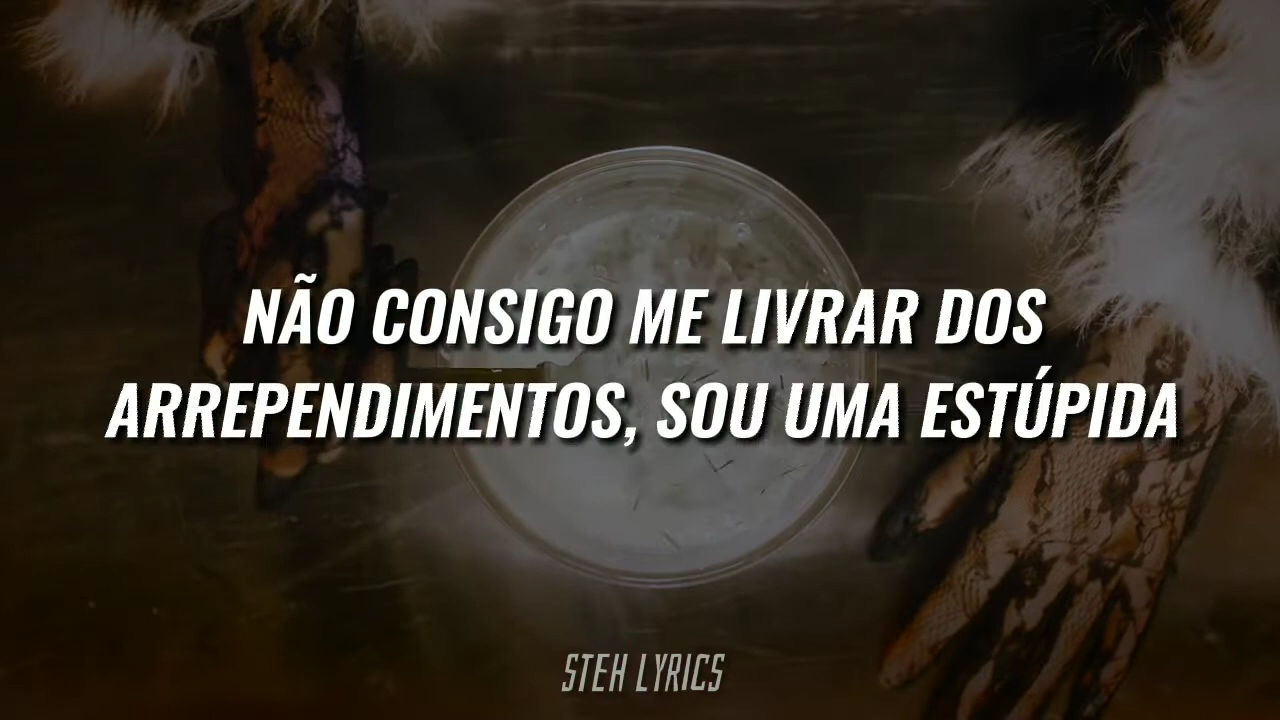 NÃO CONSIGO ME LIVRAR DOS
ARREPENDIMENTOS, SOU UMA ESTÚPIDA
STEH LYRICS